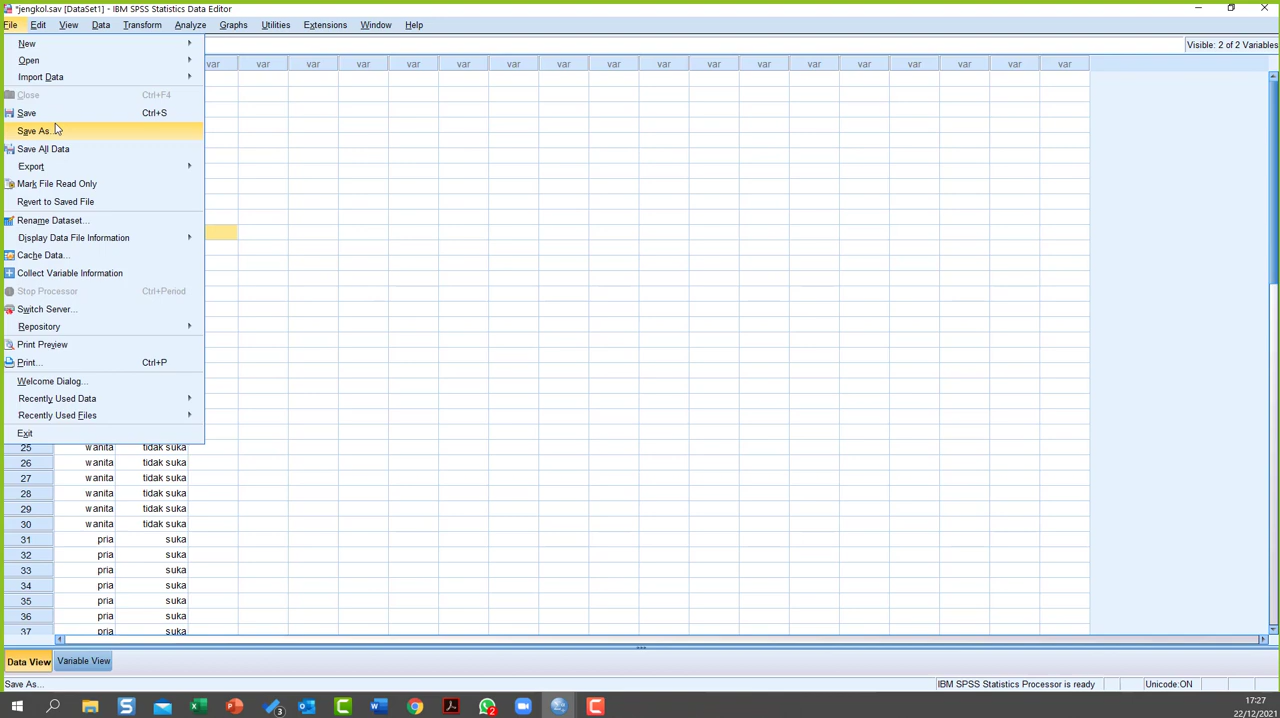 *jengkol.sav [DataSet1] - IBM SPSS Statistics Data Editor
File Edit View Data Transform Analyze Graphs Utilities Extensions Window Help
Visible: 2 of 2 Variables
var var var var var var var var var var var var var var var var var var
New
Open
Import Data
Close Ctrl+F4
Save Ctrl+S
Save As...
Save All Data
Export
Mark File Read Only
Revert to Saved File
Rename Dataset...
Display Data File Information
Cache Data...
Collect Variable Information
Stop Processor Ctrl+Period
Switch Server...
Repository
Print Preview
Print... Ctrl+P
Welcome Dialog...
Recently Used Data
Recently Used Files
Exit
25 wanita tidak suka
26 wanita tidak suka
27 wanita tidak suka
28 wanita tidak suka
29 wanita tidak suka
30 wanita tidak suka
31 pria suka
32 pria suka
33 pria suka
34 pria suka
35 pria suka
36 pria suka
37 pria suka
Data View Variable View
Save As... IBM SPSS Statistics Processor is ready Unicode:ON
3 2
17:27
22/12/2021